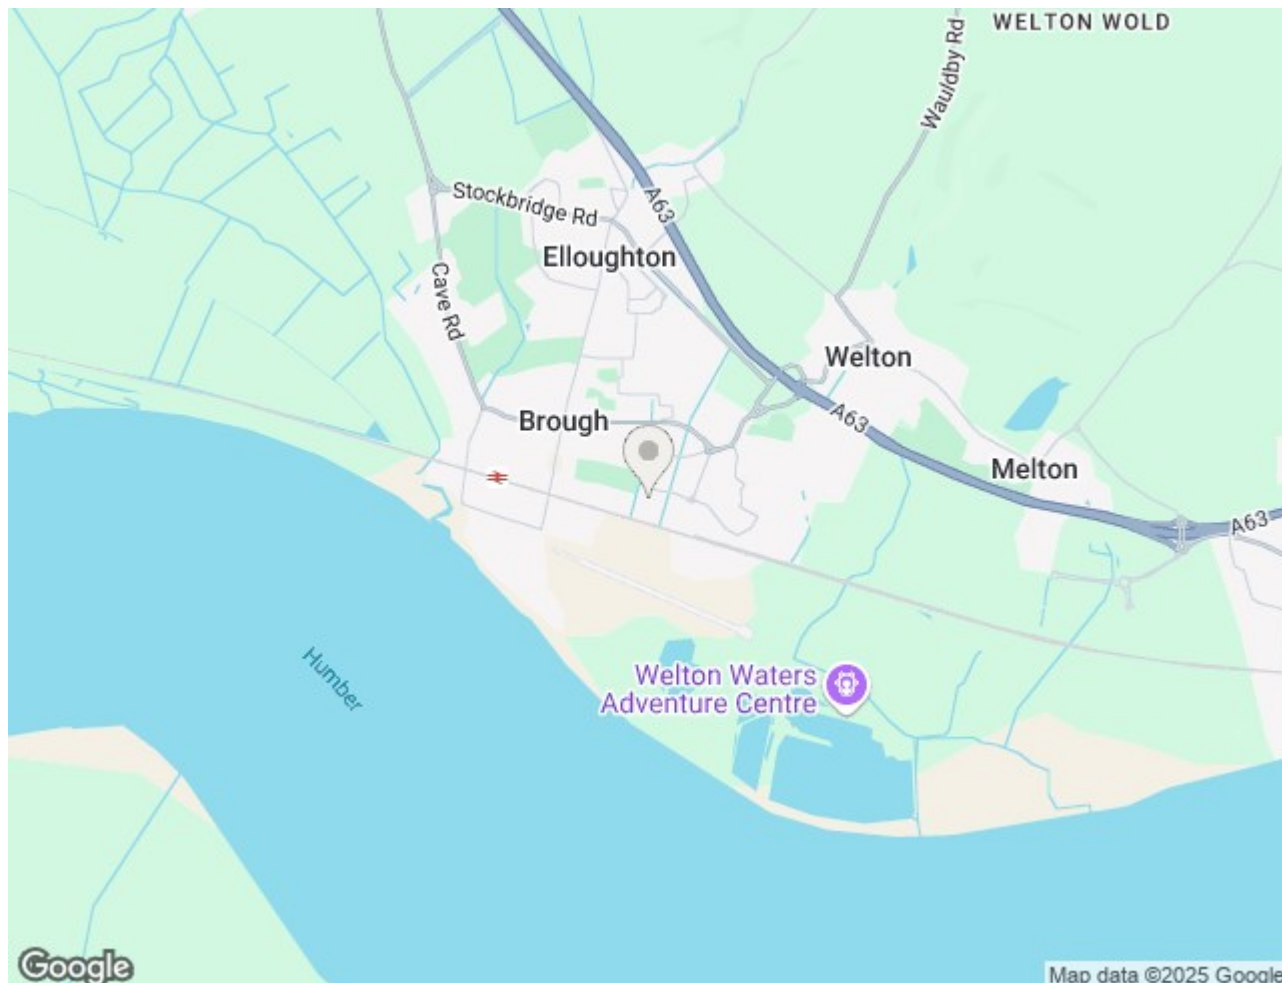 WELTON WOLD
Wauldby Rd
Stockbridge Rd
A63
Elloughton
Cave Rd
Welton
Brough
A63
Melton
A63
Humber
Welton Waters
Adventure Centre
Google
Map data ©2025 Google